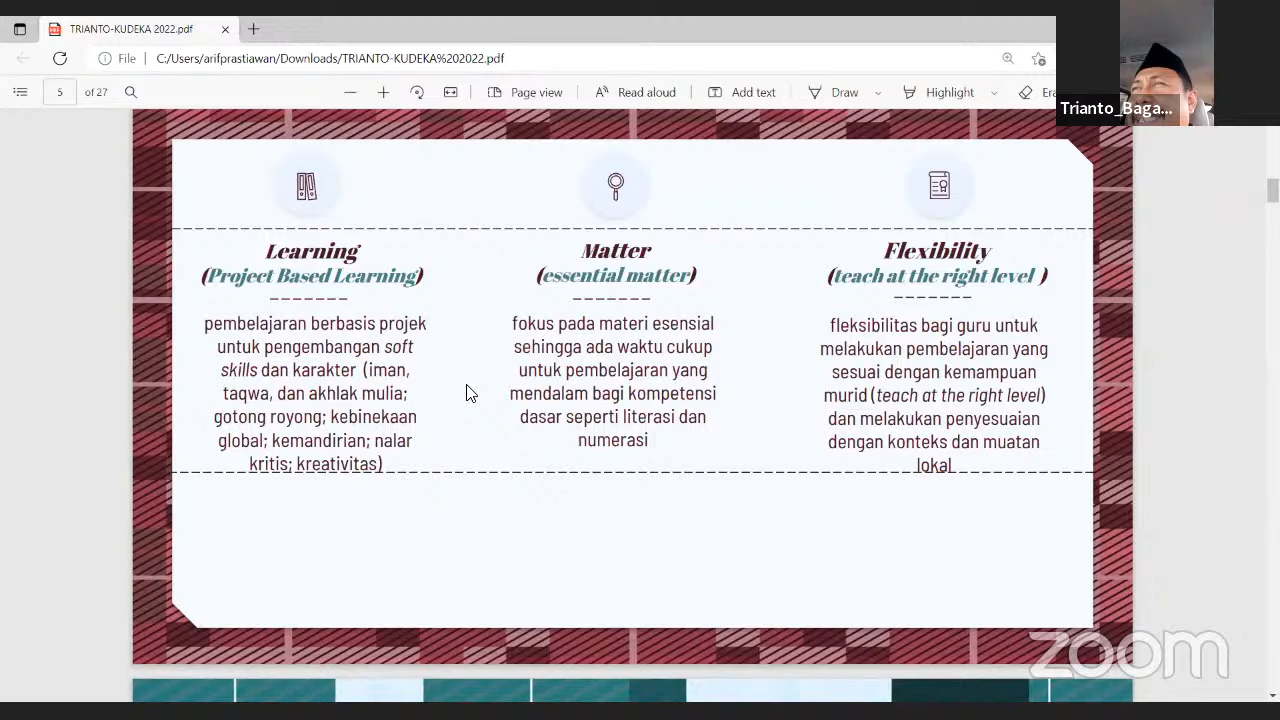 TRIANTO-KUDEKA 2022.pdf
File
C:/Users/arifprastiawan/Downloads/TRIANTO-KUDEKA%202022.pdf
5 of 27
Page view
Read aloud
Add text
Draw
Highlight
Era
Trianto_Baga...
Learning
(Project Based Learning)
pembelajaran berbasis projek
untuk pengembangan soft
skills dan karakter (iman,
taqwa, dan akhlak mulia;
gotong royong; kebinekaan
global; kemandirian; nalar
kritis; kreativitas)
Matter
(essential matter)
fokus pada materi esensial
sehingga ada waktu cukup
untuk pembelajaran yang
mendalam bagi kompetensi
dasar seperti literasi dan
numerasi
Flexibility
(teach at the right level )
fleksibilitas bagi guru untuk
melakukan pembelajaran yang
sesuai dengan kemampuan
murid (teach at the right level)
dan melakukan penyesuaian
dengan konteks dan muatan
lokal
zoom